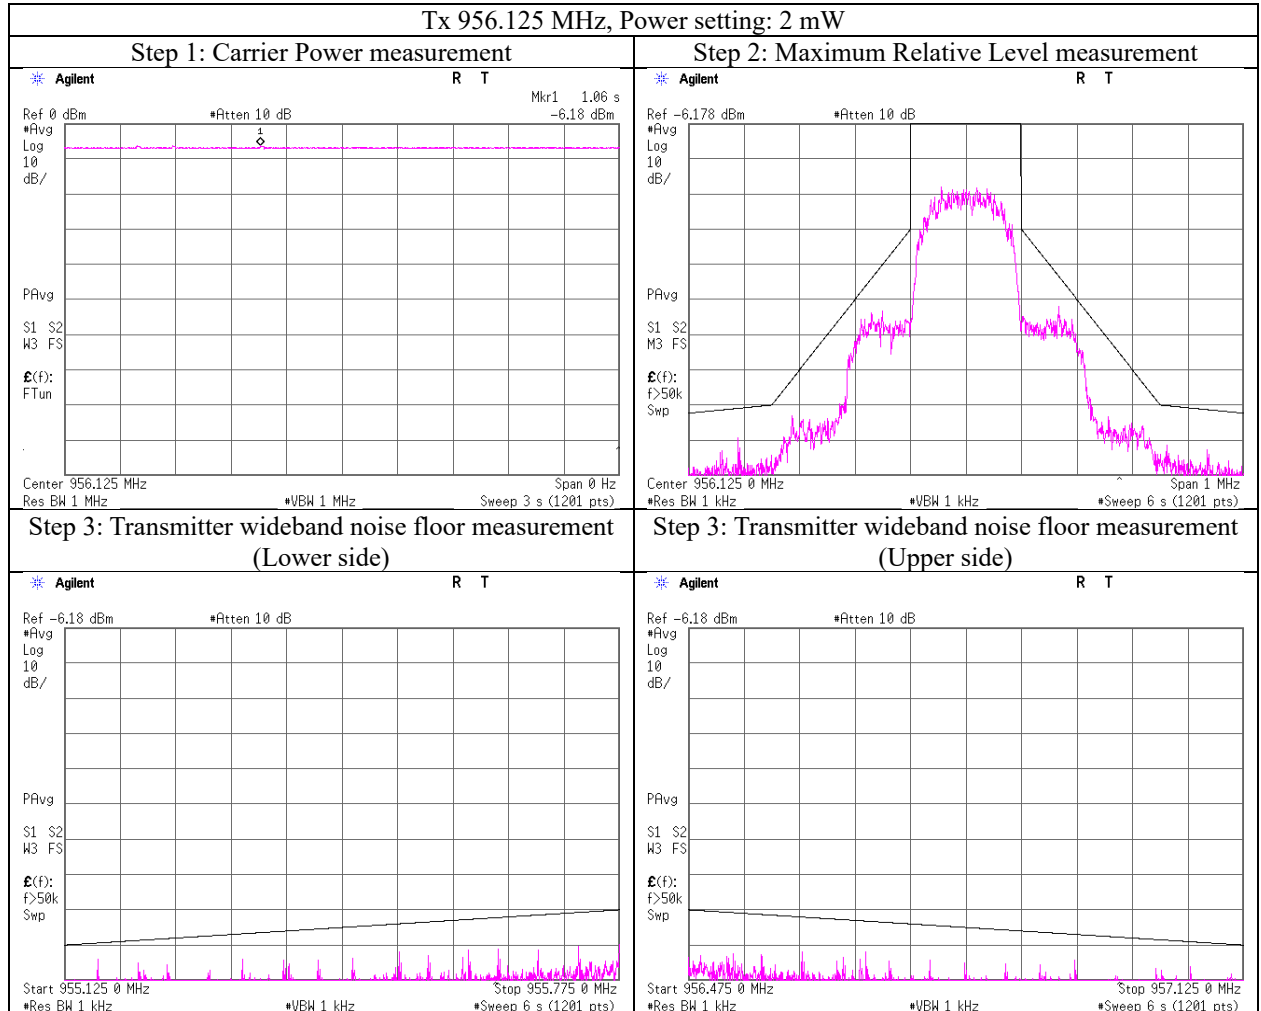 Tx 956.125 MHz, Power setting: 2 mW
Step 1: Carrier Power measurement
Agilent
R T
Mkr1 1.06 s
Ref 0 dBm
#Atten 10 dB
-6.18 dBm
#Avg
Log
10
dB/
1
PAvg
S1 S2
W3 FS
£(f):
FTun
Center 956.125 MHz
Span 0 Hz
Res BW 1 MHz
#VBW 1 MHz
Sweep 3 s (1201 pts)
Step 2: Maximum Relative Level measurement
Agilent
R T
Ref -6.178 dBm
#Atten 10 dB
#Avg
Log
10
dB/
PAvg
S1 S2
M3 FS
£(f):
f>50k
Swp
Center 956.125 0 MHz
Span 1 MHz
#Res BW 1 kHz
#VBW 1 kHz
#Sweep 6 s (1201 pts)
Step 3: Transmitter wideband noise floor measurement
(Lower side)
Agilent
R T
Ref -6.18 dBm
#Atten 10 dB
#Avg
Log
10
dB/
PAvg
S1 S2
W3 FS
£(f):
f>50k
Swp
Start 955.125 0 MHz
Stop 955.775 0 MHz
#Res BW 1 kHz
#VBW 1 kHz
#Sweep 6 s (1201 pts)
Step 3: Transmitter wideband noise floor measurement
(Upper side)
Agilent
R T
Ref -6.18 dBm
#Atten 10 dB
#Avg
Log
10
dB/
PAvg
S1 S2
W3 FS
£(f):
f>50k
Swp
Start 956.475 0 MHz
Stop 957.125 0 MHz
#Res BW 1 kHz
#VBW 1 kHz
#Sweep 6 s (1201 pts)